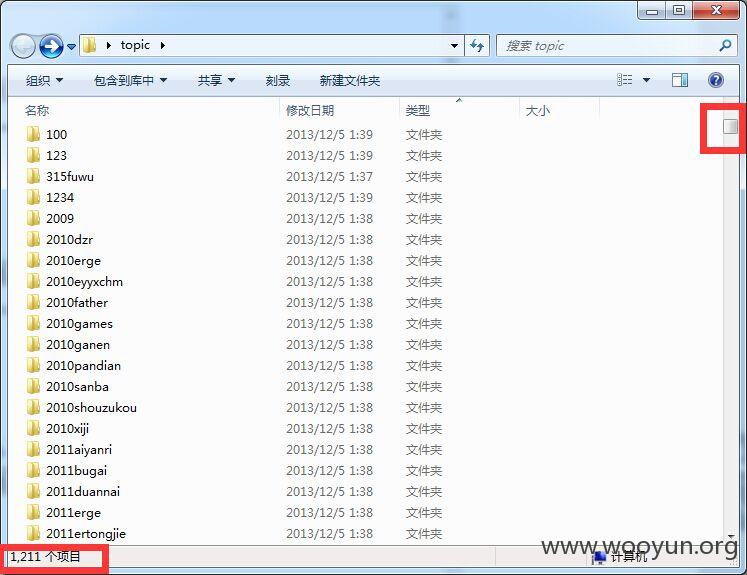 topic
搜索 topic
组织 包含到库中 共享 刻录 新建文件夹
名称 修改日期 类型 大小
100 2013/12/5 1:39 文件夹
123 2013/12/5 1:39 文件夹
315fuwu 2013/12/5 1:37 文件夹
1234 2013/12/5 1:39 文件夹
2009 2013/12/5 1:38 文件夹
2010dzr 2013/12/5 1:38 文件夹
2010erge 2013/12/5 1:38 文件夹
2010eyyxchm 2013/12/5 1:38 文件夹
2010father 2013/12/5 1:38 文件夹
2010games 2013/12/5 1:38 文件夹
2010ganen 2013/12/5 1:38 文件夹
2010pandian 2013/12/5 1:38 文件夹
2010sanba 2013/12/5 1:38 文件夹
2010shouzukou 2013/12/5 1:38 文件夹
2010xiji 2013/12/5 1:38 文件夹
2011aiyanri 2013/12/5 1:38 文件夹
2011bugai 2013/12/5 1:38 文件夹
2011duannai 2013/12/5 1:38 文件夹
2011erge 2013/12/5 1:38 文件夹
2011ertongjie 2013/12/5 1:38 文件夹
1,211 个项目
计算机
www.wooyun.org